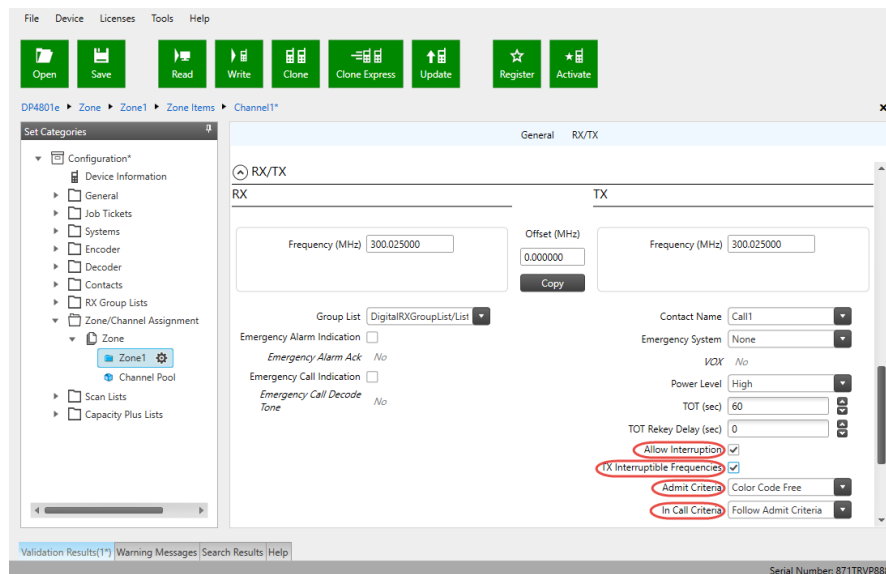 File Device Licenses Tools Help
Open Save Read Write Clone Clone Express Update Register Activate
DP4801e Zone Zone1 Zone Items Channel1*
Set Categories
General RX/TX
Configuration*
Device Information
General
Job Tickets
Systems
Encoder
Decoder
Contacts
RX Group Lists
Zone/Channel Assignment
Zone
Zone1
Channel Pool
Scan Lists
Capacity Plus Lists
RX/TX
RX TX
Frequency (MHz) 300.025000
Offset (MHz)
0.000000
Copy
Frequency (MHz) 300.025000
Group List DigitalRXGroupList/List
Emergency Alarm Indication
Emergency Alarm Ack No
Emergency Call Indication
Emergency Call Decode
Tone No
Contact Name Call1
Emergency System None
VOX No
Power Level High
TOT (sec) 60
TOT Rekey Delay (sec) 0
Allow Interruption
TX Interruptible Frequencies
Admit Criteria Color Code Free
In Call Criteria Follow Admit Criteria
Validation Results(1*) Warning Messages Search Results Help
Serial Number: 871TRVP888